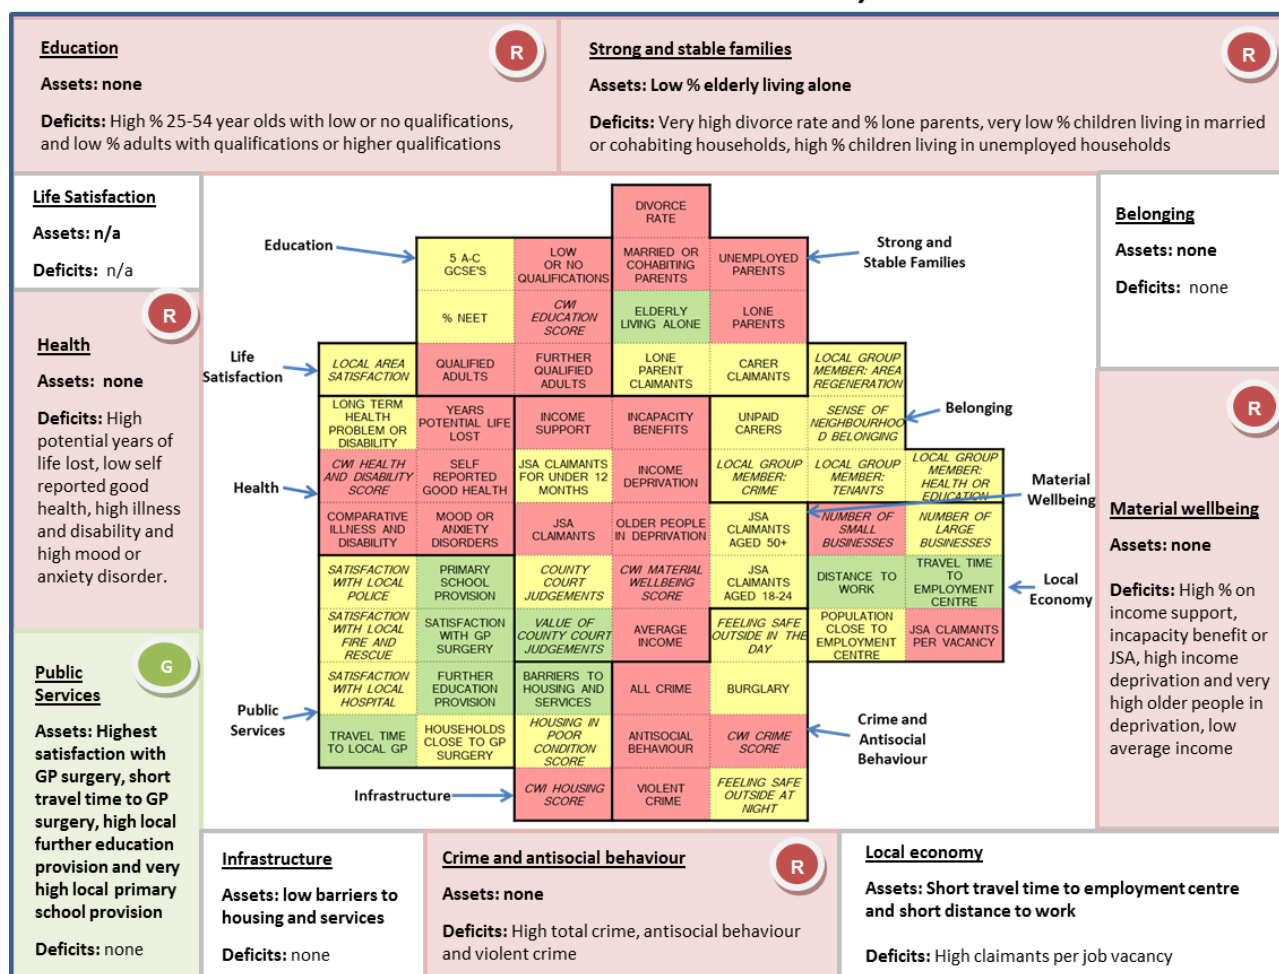 Education
R
Assets: none
Deficits: High % 25-54 year olds with low or no qualifications,
and low % adults with qualifications or higher qualifications
Strong and stable families
R
Assets: Low % elderly living alone
Deficits: Very high divorce rate and % lone parents, very low % children living in married
or cohabiting households, high % children living in unemployed households
Life Satisfaction
Assets: n/a
Deficits: n/a
Belonging
Assets: none
Deficits: none
R
Health
Assets: none
Deficits: High
potential years of
life lost, low self
reported good
health, high illness
and disability and
high mood or
anxiety disorder.
R
Material wellbeing
Assets: none
Deficits: High % on
income support,
incapacity benefit or
JSA, high income
deprivation and very
high older people in
deprivation, low
average income
G
Public
Services
Assets: Highest
satisfaction with
GP surgery, short
travel time to GP
surgery, high local
further education
provision and very
high local primary
school provision
Deficits: none
Education
Strong and
Stable Families
Life
Satisfaction
Belonging
Health
Material
Wellbeing
Local
Economy
Public
Services
Crime and
Antisocial
Behaviour
Infrastructure
DIVORCE
RATE
5 A-C
GCSE'S
LOW
OR NO
QUALIFICATIONS
MARRIED OR
COHABITING
PARENTS
UNEMPLOYED
PARENTS
% NEET
CWI
EDUCATION
SCORE
ELDERLY
LIVING ALONE
LONE
PARENTS
LOCAL AREA
SATISFACTION
QUALIFIED
ADULTS
FURTHER
QUALIFIED
ADULTS
LONE
PARENT
CLAIMANTS
CARER
CLAIMANTS
LOCAL GROUP
MEMBER: AREA
REGENERATION
LONG TERM
HEALTH
PROBLEM OR
DISABILITY
YEARS
POTENTIAL LIFE
LOST
INCOME
SUPPORT
INCAPACITY
BENEFITS
UNPAID
CARERS
SENSE OF
NEIGHBOURHOO
D BELONGING
CWI HEALTH
AND DISABILITY
SCORE
SELF
REPORTED
GOOD HEALTH
JSA CLAIMANTS
FOR UNDER 12
MONTHS
INCOME
DEPRIVATION
LOCAL GROUP
MEMBER:
CRIME
LOCAL GROUP
MEMBER:
TENANTS
LOCAL GROUP
MEMBER:
HEALTH OR
EDUCATION
COMPARATIVE
ILLNESS AND
DISABILITY
MOOD OR
ANXIETY
DISORDERS
JSA
CLAIMANTS
OLDER PEOPLE
IN DEPRIVATION
JSA
CLAIMANTS
AGED 50+
NUMBER OF
SMALL
BUSINESSES
NUMBER OF
LARGE
BUSINESSES
SATISFACTION
WITH LOCAL
POLICE
PRIMARY
SCHOOL
PROVISION
COUNTY
COURT
JUDGEMENTS
CWI MATERIAL
WELLBEING
SCORE
JSA
CLAIMANTS
AGED 18-24
DISTANCE TO
WORK
TRAVEL TIME
TO
EMPLOYMENT
CENTRE
SATISFACTION
WITH LOCAL
FIRE AND
RESCUE
SATISFACTION
WITH GP
SURGERY
VALUE OF
COUNTY COURT
JUDGEMENTS
AVERAGE
INCOME
FEELING SAFE
OUTSIDE IN THE
DAY
POPULATION
CLOSE TO
EMPLOYMENT
CENTRE
JSA CLAIMANTS
PER VACANCY
SATISFACTION
WITH LOCAL
HOSPITAL
FURTHER
EDUCATION
PROVISION
BARRIERS TO
HOUSING AND
SERVICES
ALL CRIME
BURGLARY
TRAVEL TIME
TO LOCAL GP
HOUSEHOLDS
CLOSE TO GP
SURGERY
HOUSING IN
POOR
CONDITION
SCORE
ANTISOCIAL
BEHAVIOUR
CWI CRIME
SCORE
CWI HOUSING
SCORE
VIOLENT
CRIME
FEELING SAFE
OUTSIDE AT
NIGHT
Infrastructure
Assets: low barriers to
housing and services
Deficits: none
Crime and antisocial behaviour
R
Assets: none
Deficits: High total crime, antisocial behaviour
and violent crime
Local economy
Assets: Short travel time to employment centre
and short distance to work
Deficits: High claimants per job vacancy